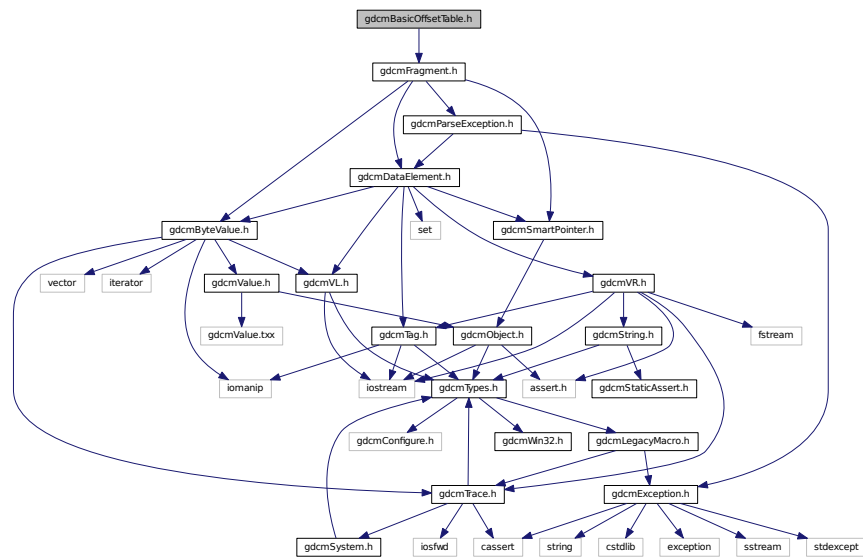 gdcmBasicOffsetTable.h
gdcmFragment.h
gdcmParseException.h
gdcmDataElement.h
gdcmByteValue.h
set
gdcmSmartPointer.h
vector
iterator
gdcmValue.h
gdcmVL.h
gdcmVR.h
gdcmValue.txx
gdcmTag.h
gdcmObject.h
gdcmString.h
fstream
iomanip
iostream
gdcmTypes.h
assert.h
gdcmStaticAssert.h
gdcmConfigure.h
gdcmWin32.h
gdcmLegacyMacro.h
gdcmTrace.h
gdcmException.h
gdcmSystem.h
iosfwd
cassert
string
cstdlib
exception
sstream
stdexcept